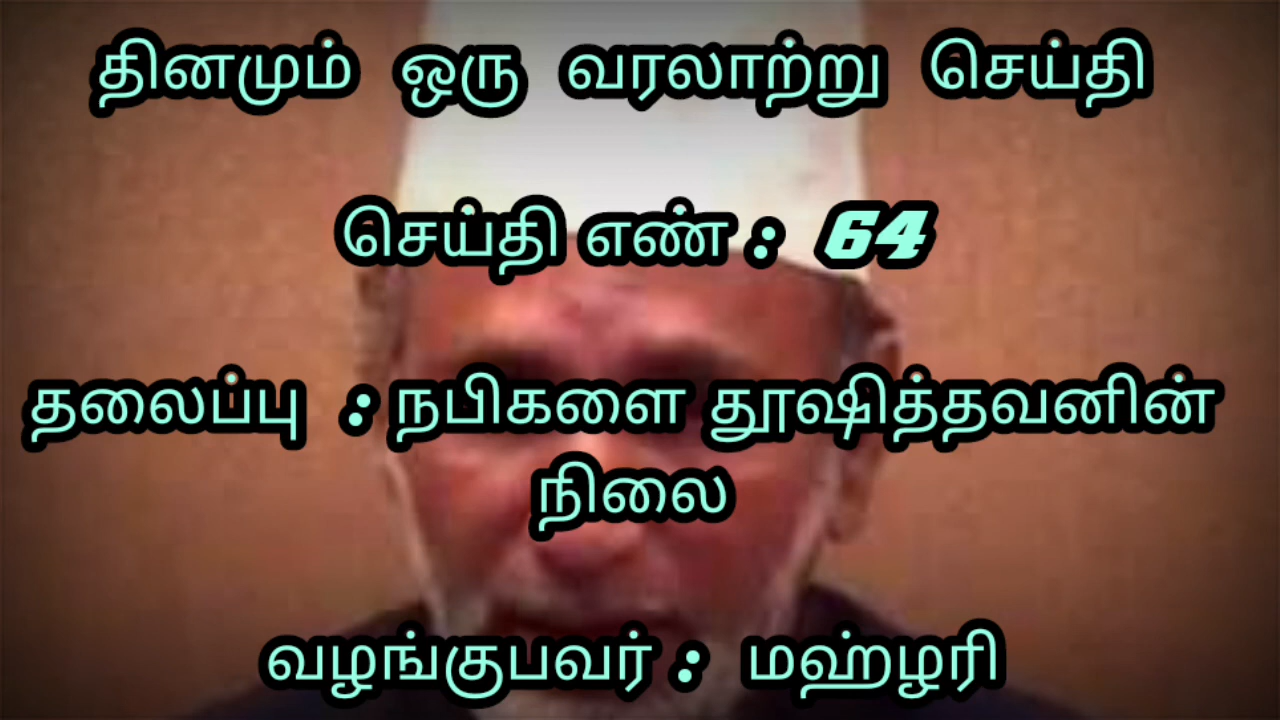 தினமும் ஒரு வரலாற்று செய்தி
செய்தி எண் : 64
தலைப்பு : நபிகளை தூஷித்தவனின்
நிலை
வழங்குபவர் : மஹ்ழரி